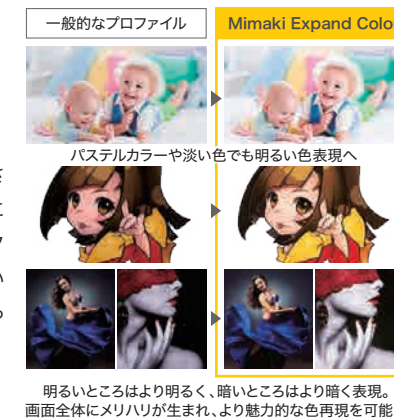 一般的なプロファイル
Mimaki Expand Colo
パステルカラーや淡い色でも明るい色表現へ
明るいところはより明るく、暗いところはより暗く表現。
画面全体にメリハリが生まれ、より魅力的な色再現を可能